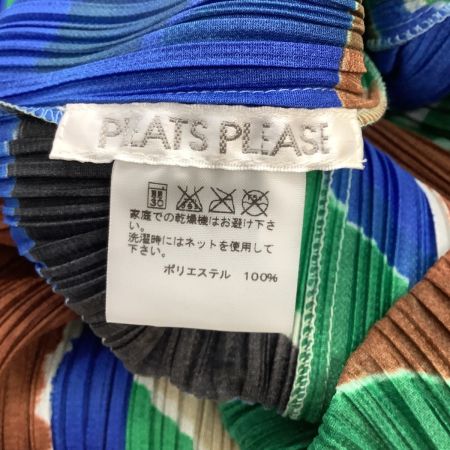 PLEATS PLEASE
30
家庭での乾燥機はお避け下さ
い。
洗濯時にはネットを使用して
下さい。
ポリエステル 100%